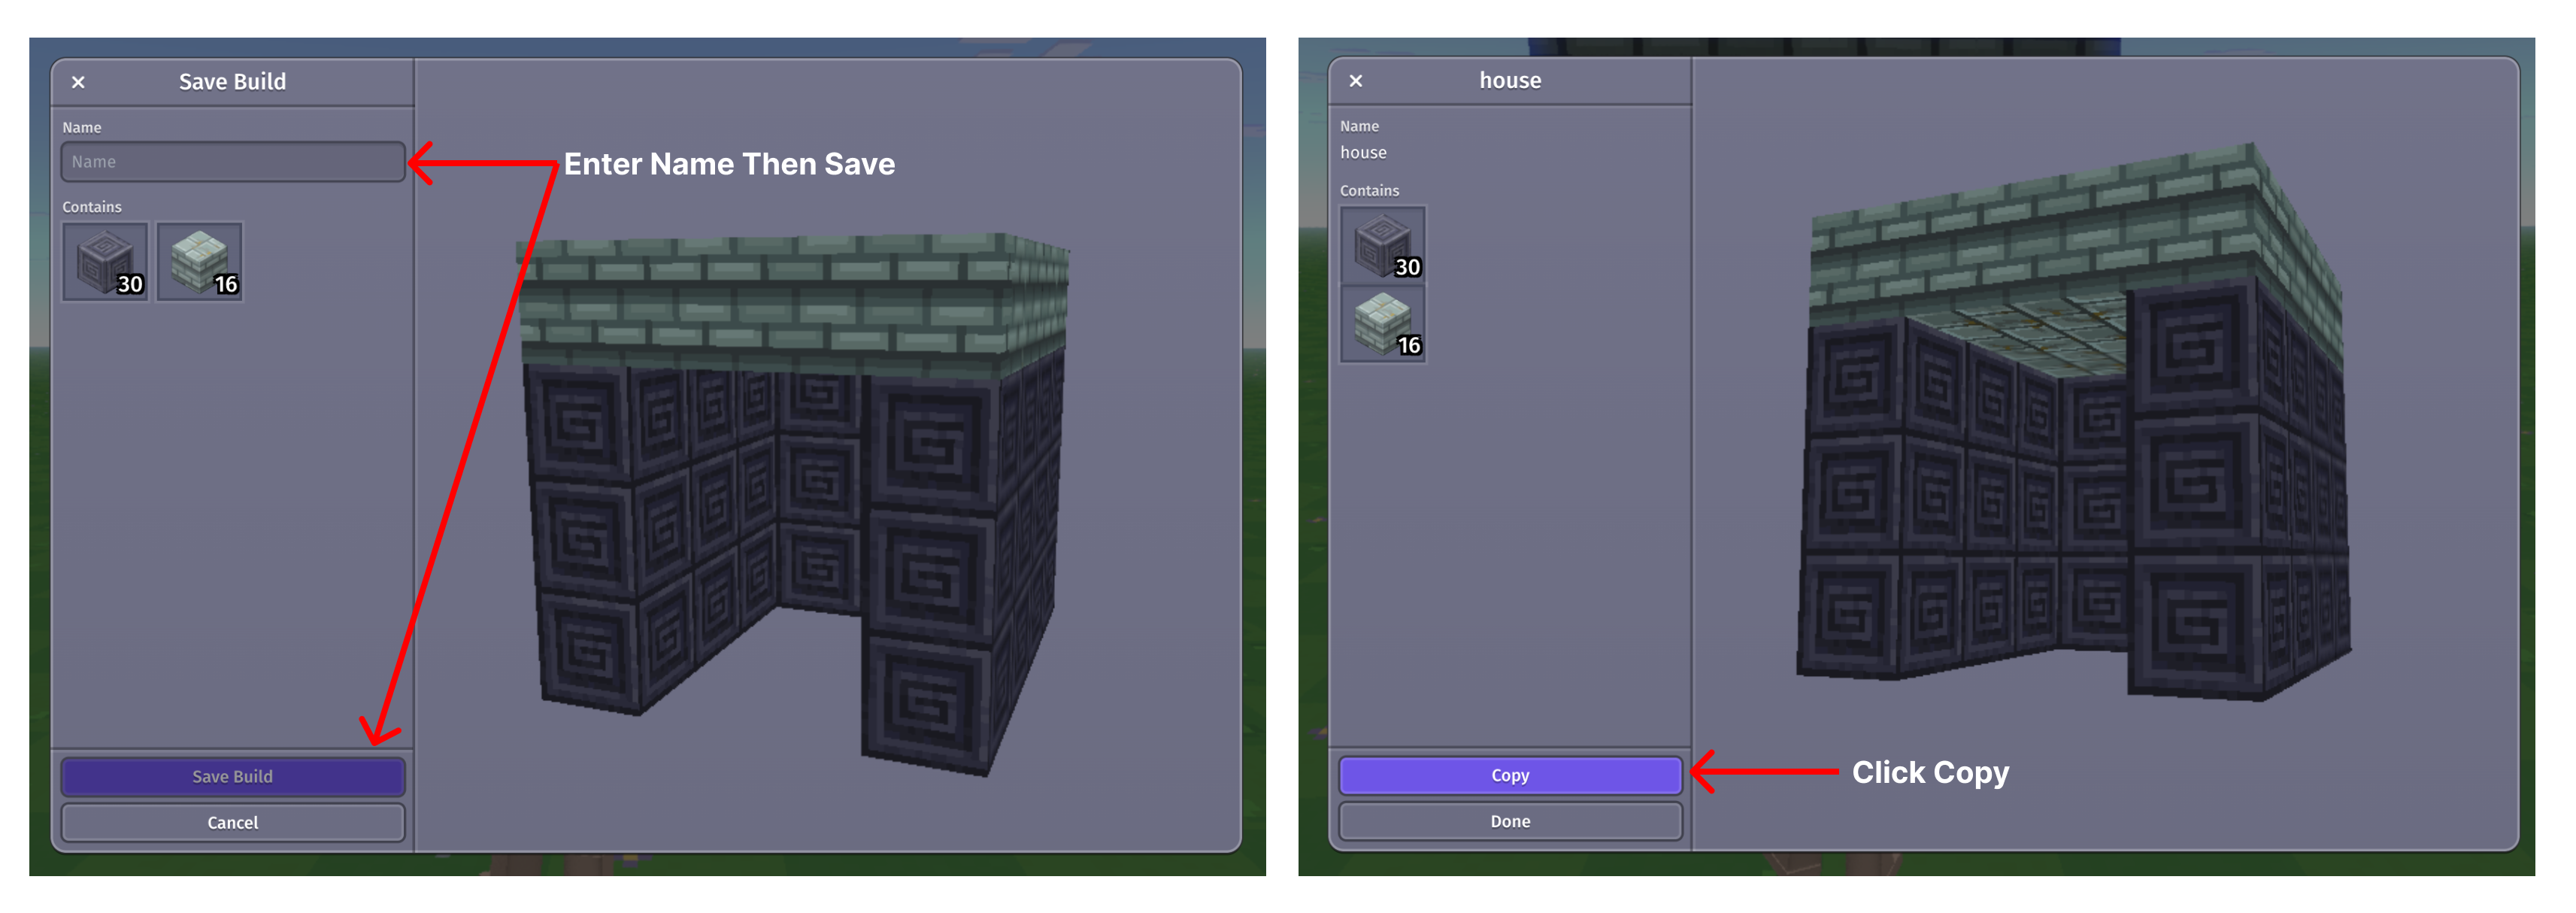 Save Build
Name
Name
Contains
30
16
Enter Name Then Save
Save Build
Cancel
house
Name
house
Contains
30
16
Copy
Click Copy
Done